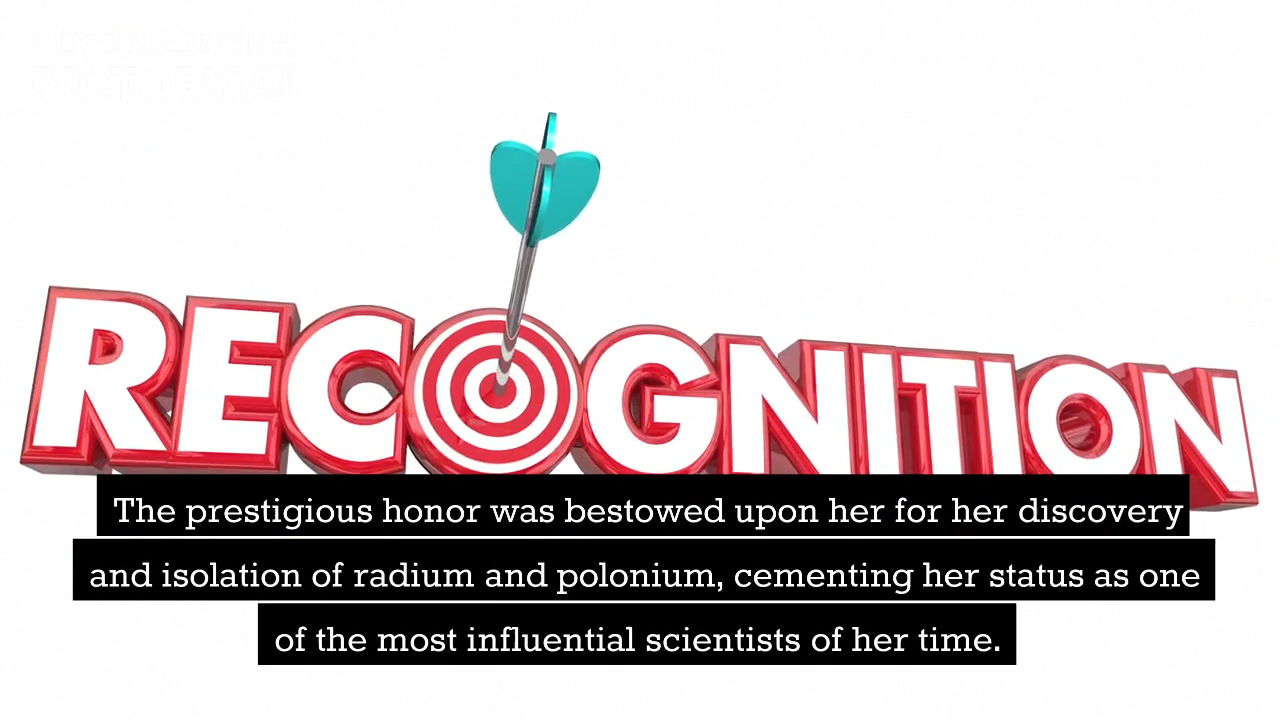 RECOGNITION
The prestigious honor was bestowed upon her for her discovery
and isolation of radium and polonium, cementing her status as one
of the most influential scientists of her time.